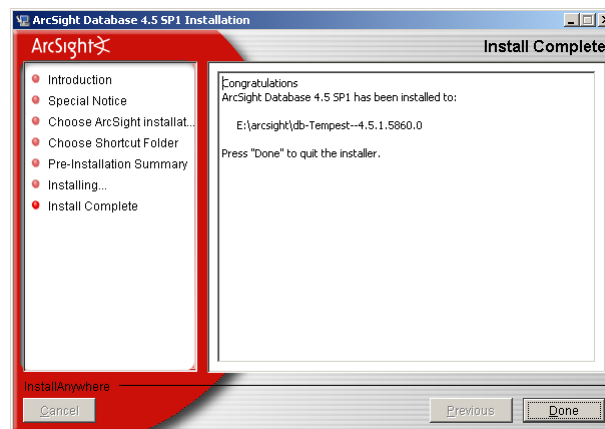 ArcSight Database 4.5 SP1 Installation
ArcSight
Install Complete
Introduction
Special Notice
Choose ArcSight installat...
Choose Shortcut Folder
Pre-Installation Summary
Installing...
Install Complete
Congratulations
ArcSight Database 4.5 SP1 has been installed to:
E:\arcsight\db-Tempest--4.5.1.5860.0
Press "Done" to quit the installer.
InstallAnywhere
Cancel
Previous
Done